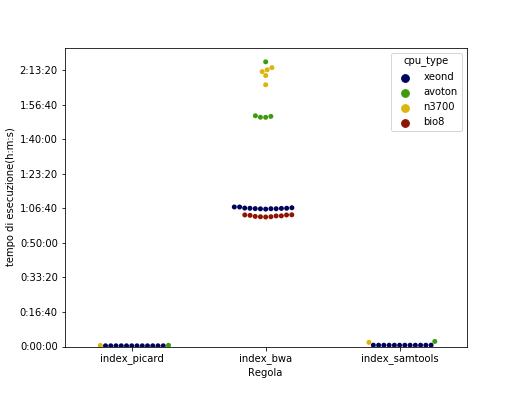 cpu_type
xeond
avoton
n3700
bio8
tempo di esecuzione(h:m:s)
2:13:20
1:56:40
1:40:00
1:23:20
1:06:40
0:50:00
0:33:20
0:16:40
0:00:00
index_picard
index_bwa
index_samtools
Regola